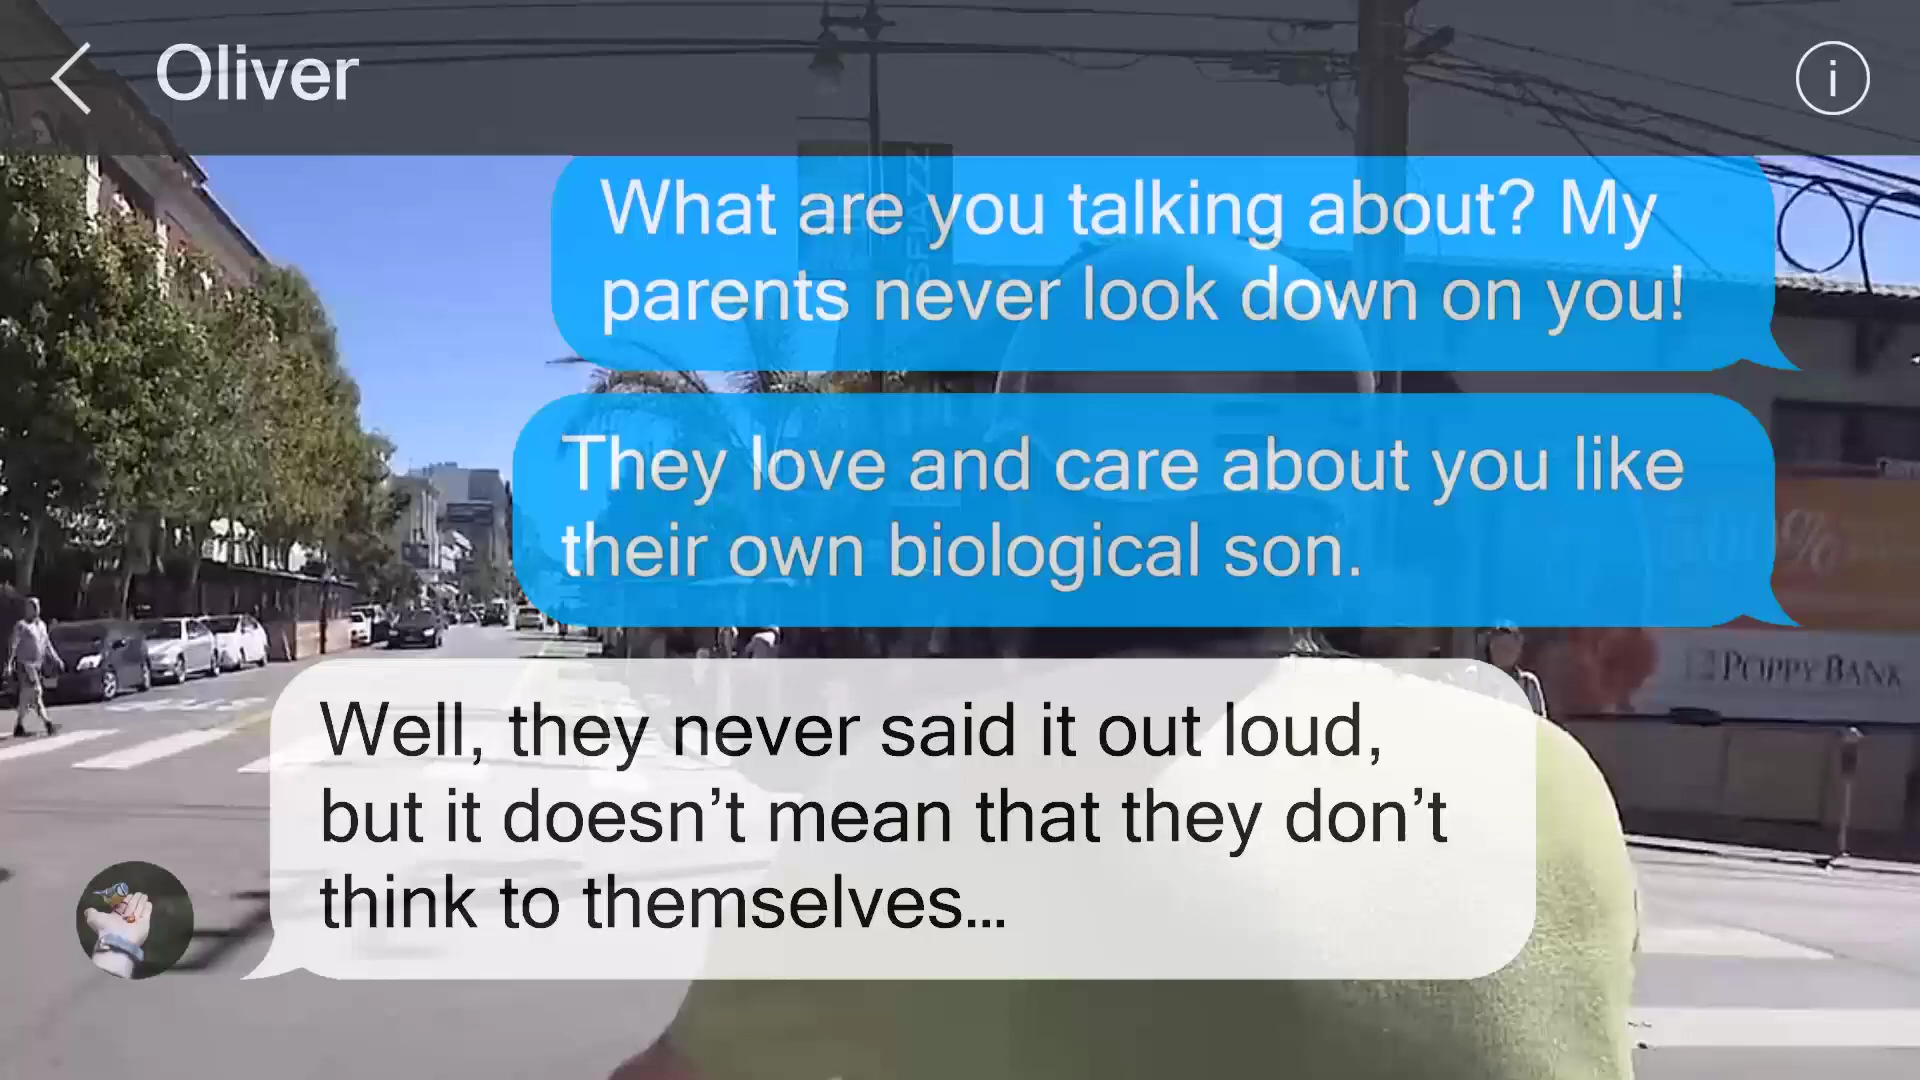 Oliver
i
What are you talking about? My
parents never look down on you!
They love and care about you like
their own biological son.
Well, they never said it out loud,
but it doesn't mean that they don’t
think to themselves...
POPPY BANK